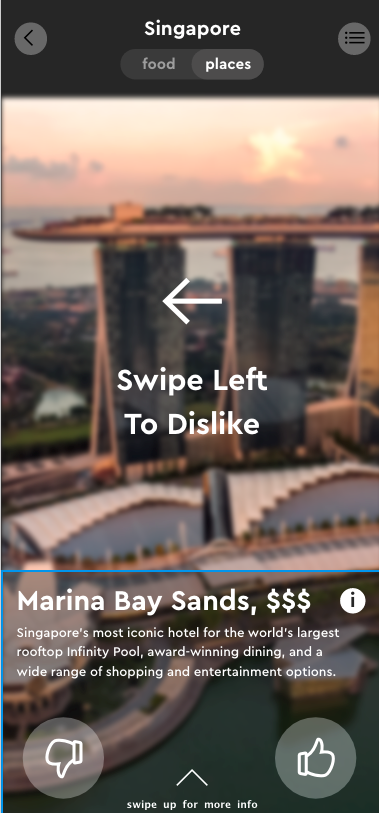 Singapore
food places
Swipe Left
To Dislike
Marina Bay Sands, $$$ i
Singapore's most iconic hotel for the world's largest
rooftop Infinity Pool, award-winning dining, and a
wide range of shopping and entertainment options.
swipe up for more info